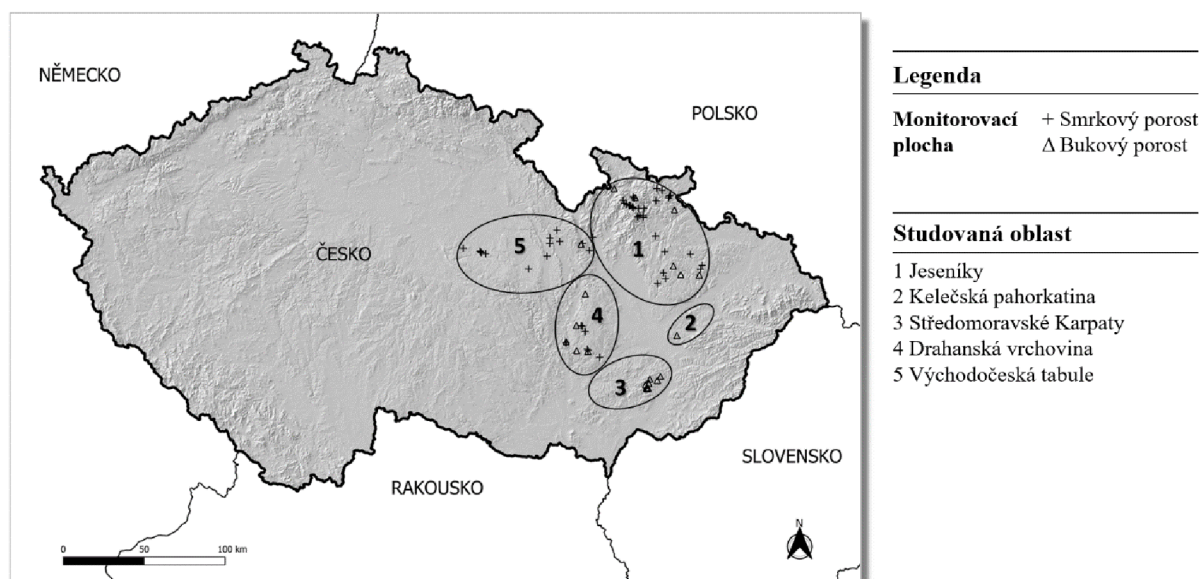 NĚMECKO
POLSKO
ČESKO
5
1
4
2
3
SLOVENSKO
RAKOUSKO
N
0 50 100 km
Legenda
Monitorovací + Smrkový porost
plocha Δ Bukový porost
Studovaná oblast
1 Jeseníky
2 Kelečská pahorkatina
3 Středomoravské Karpaty
4 Drahanská vrchovina
5 Východočeská tabule